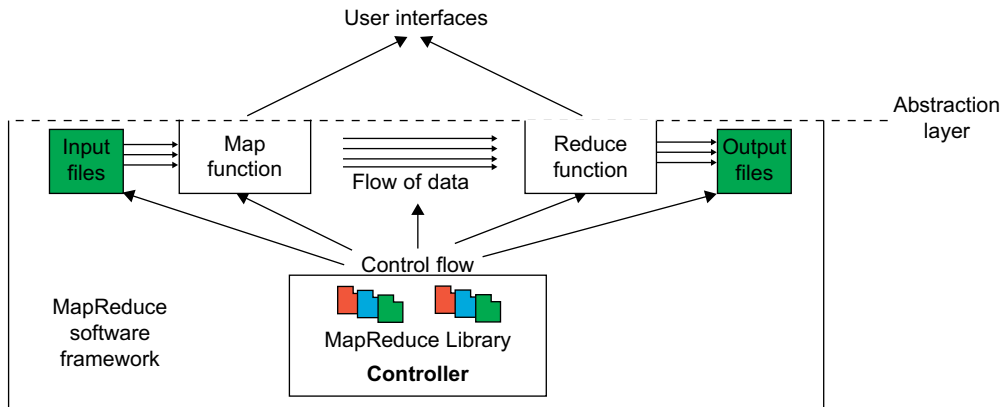 User interfaces
Abstraction
layer
Input
files
Map
function
Flow of data
Reduce
function
Output
files
Control flow
MapReduce
software
framework
MapReduce Library
Controller